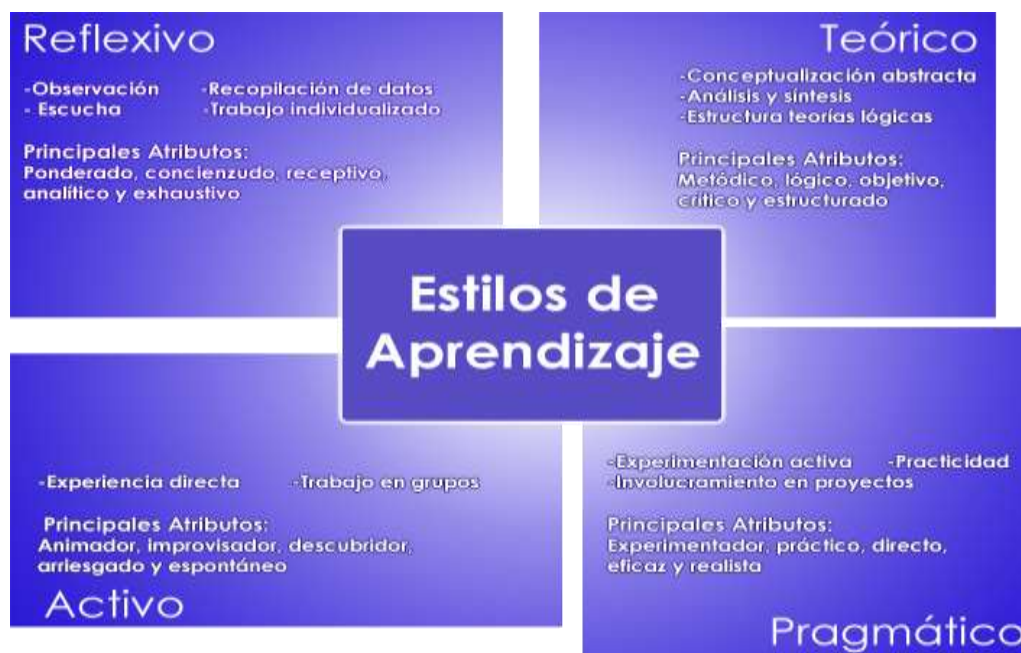 Reflexivo
-Observación -Recopilación de datos
- Escucha -Trabajo individualizado
Principales Atributos:
Ponderado, concienzudo, receptivo,
analítico y exhaustivo
Teórico
-Conceptualización abstracta
-Análisis y síntesis
-Estructura teorías lógicas
Principales Atributos:
Metódico, lógico, objetivo,
crítico y estructurado
Estilos de
Aprendizaje
-Experiencia directa -Trabajo en grupos
Principales Atributos:
Animador, improvisador, descubridor,
arriesgado y espontáneo
Activo
-Experimentación activa -Practicidad
-Involucramiento en proyectos
Principales Atributos:
Experimentador, práctico, directo,
eficaz y realista
Pragmático